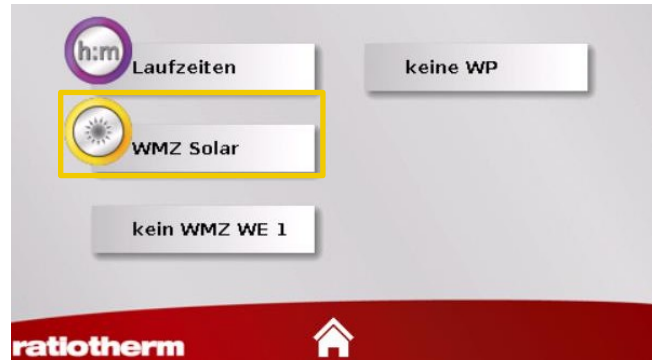 h:m
Laufzeiten
keine WP
WMZ Solar
kein WMZ WE 1
ratiotherm